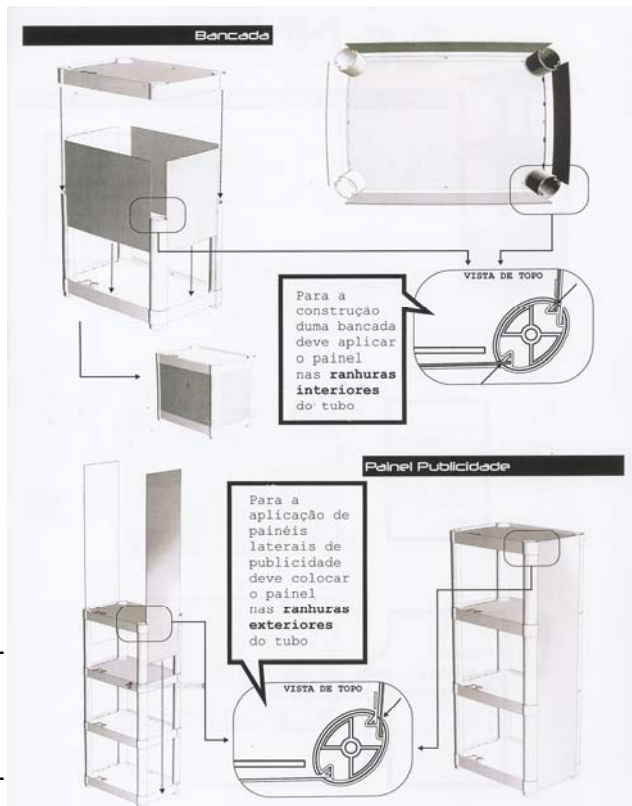 Bancada
VISTA DE TOPO
Para a
construção
duma bancada
deve aplicar
o painel
nas ranhuras
interiores
do tubo
Painel Publicidade
Para a
aplicação de
painéis
laterais de
publicidade
deve colocar
o painel
nas ranhuras
exteriores
do tubo
VISTA DE TOPO